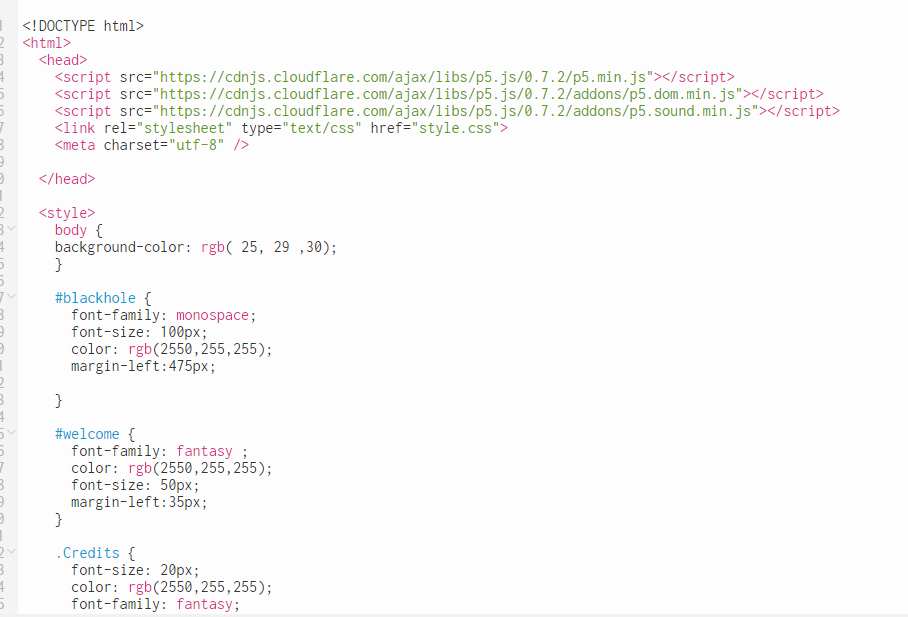 <!DOCTYPE html>
<html>
<head>
<script src="https://cdnjs.cloudflare.com/ajax/libs/p5.js/0.7.2/p5.min.js"></script>
<script src="https://cdnjs.cloudflare.com/ajax/libs/p5.js/0.7.2/addons/p5.dom.min.js"></script>
<script src="https://cdnjs.cloudflare.com/ajax/libs/p5.js/0.7.2/addons/p5.sound.min.js"></script>
<link rel="stylesheet" type="text/css" href="style.css">
<meta charset="utf-8" />
</head>
<style>
body {
background-color: rgb( 25, 29 ,30);
}
#blackhole {
font-family: monospace;
font-size: 100px;
color: rgb(2550,255,255);
margin-left:475px;
}
#welcome {
font-family: fantasy ;
color: rgb(2550,255,255);
font-size: 50px;
margin-left:35px;
}
.Credits {
font-size: 20px;
color: rgb(2550,255,255);
font-family: fantasy;